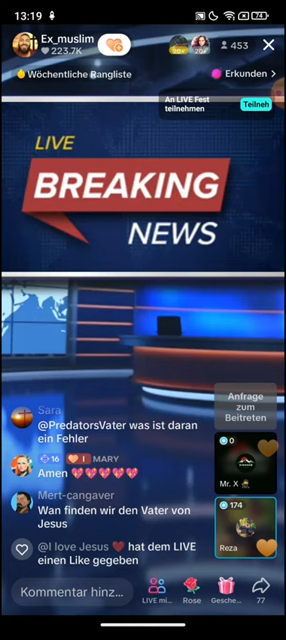 13:19
74
Ex_muslim
223.7K
453
Wöchentliche Rangliste
Erkunden >
An LIVE Fest
teilnehmen
Teilneh
LIVE
BREAKING
NEWS
Anfrage
zum
Beitreten
Sara
@PredatorsVater was ist daran
ein Fehler
0
Mr. X
16
I
MARY
Amen
Mert-cangaver
Wan finden wir den Vater von
Jesus
174
Reza
@I love Jesus ❤ hat dem LIVE
einen Like gegeben
Kommentar hinz...
LIVE mi...
Rose
Gesche...
77